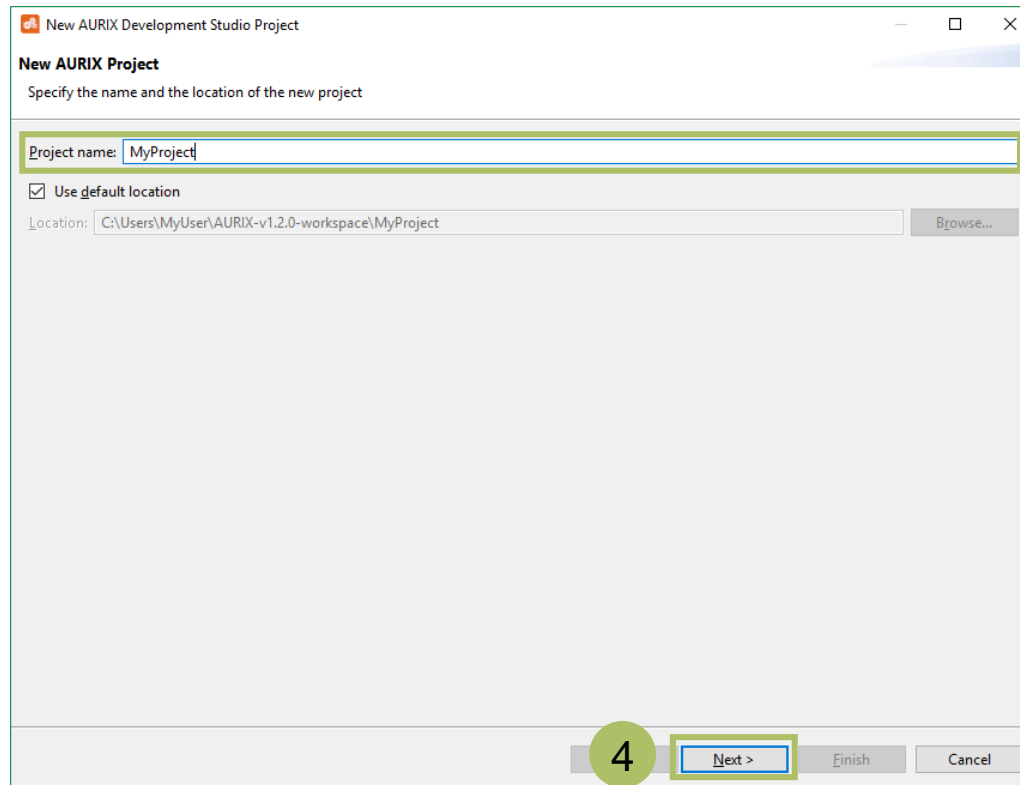 New AURIX Development Studio Project
New AURIX Project
Specify the name and the location of the new project
Project name: MyProject
Use default location
Location: C:\Users\MyUser\AURIX-v1.2.0-workspace\MyProject Browse...
4 Next > Finish Cancel